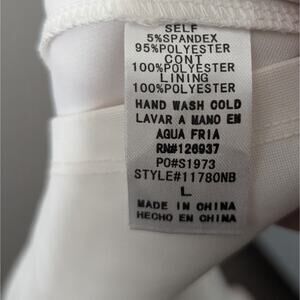 SELF
5%SPANDEX
95%POLYESTER
CONT
100%POLYESTER
LINING
100%POLYESTER
HAND WASH COLD
LAVAR A MANO EN
AGUA FRIA
RN#126937
PO#S1973
STYLE#11780NB
L
MADE IN CHINA
HECHO EN CHINA